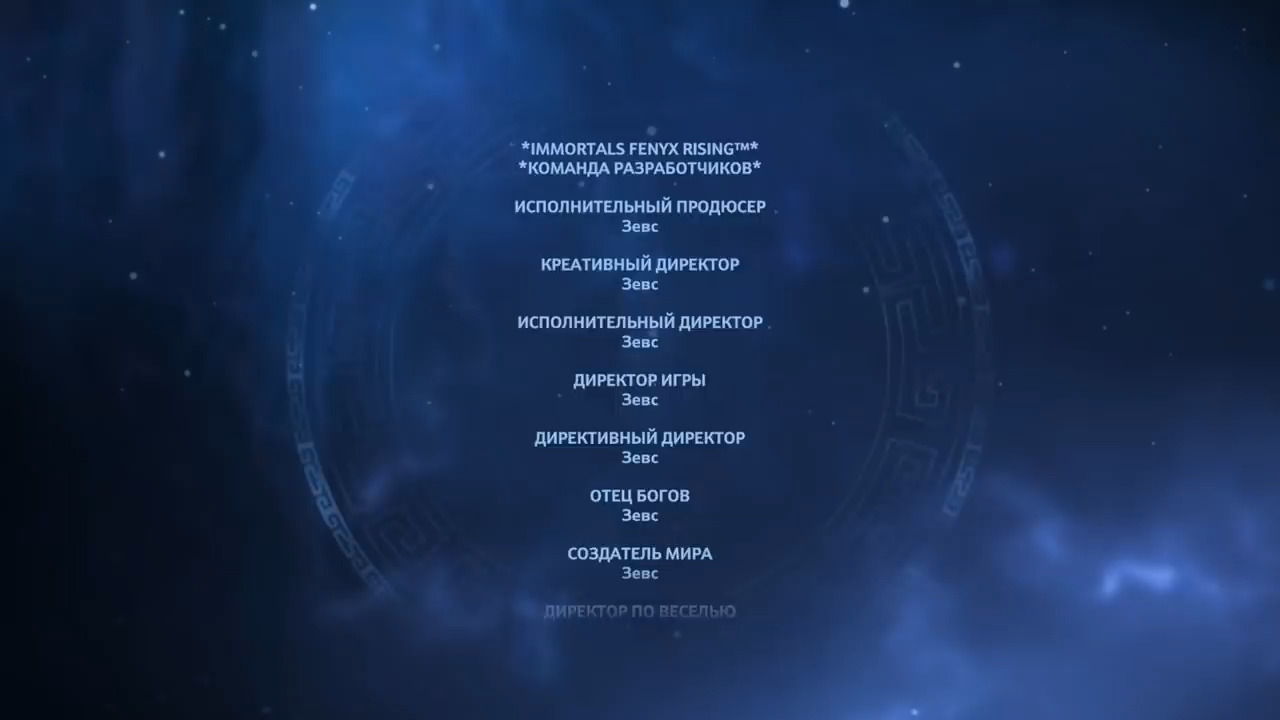 *IMMORTALS FENYX RISING™*
*КОМАНДА РАЗРАБОТЧИКОВ*
ИСПОЛНИТЕЛЬНЫЙ ПРОДЮСЕР
Зевс
КРЕАТИВНЫЙ ДИРЕКТОР
Зевс
ИСПОЛНИТЕЛЬНЫЙ ДИРЕКТОР
Зевс
ДИРЕКТОР ИГРЫ
Зевс
ДИРЕКТИВНЫЙ ДИРЕКТОР
Зевс
ОТЕЦ БОГОВ
Зевс
СОЗДАТЕЛЬ МИРА
Зевс
ДИРЕКТОР ПО ВЕСЕЛЬЮ